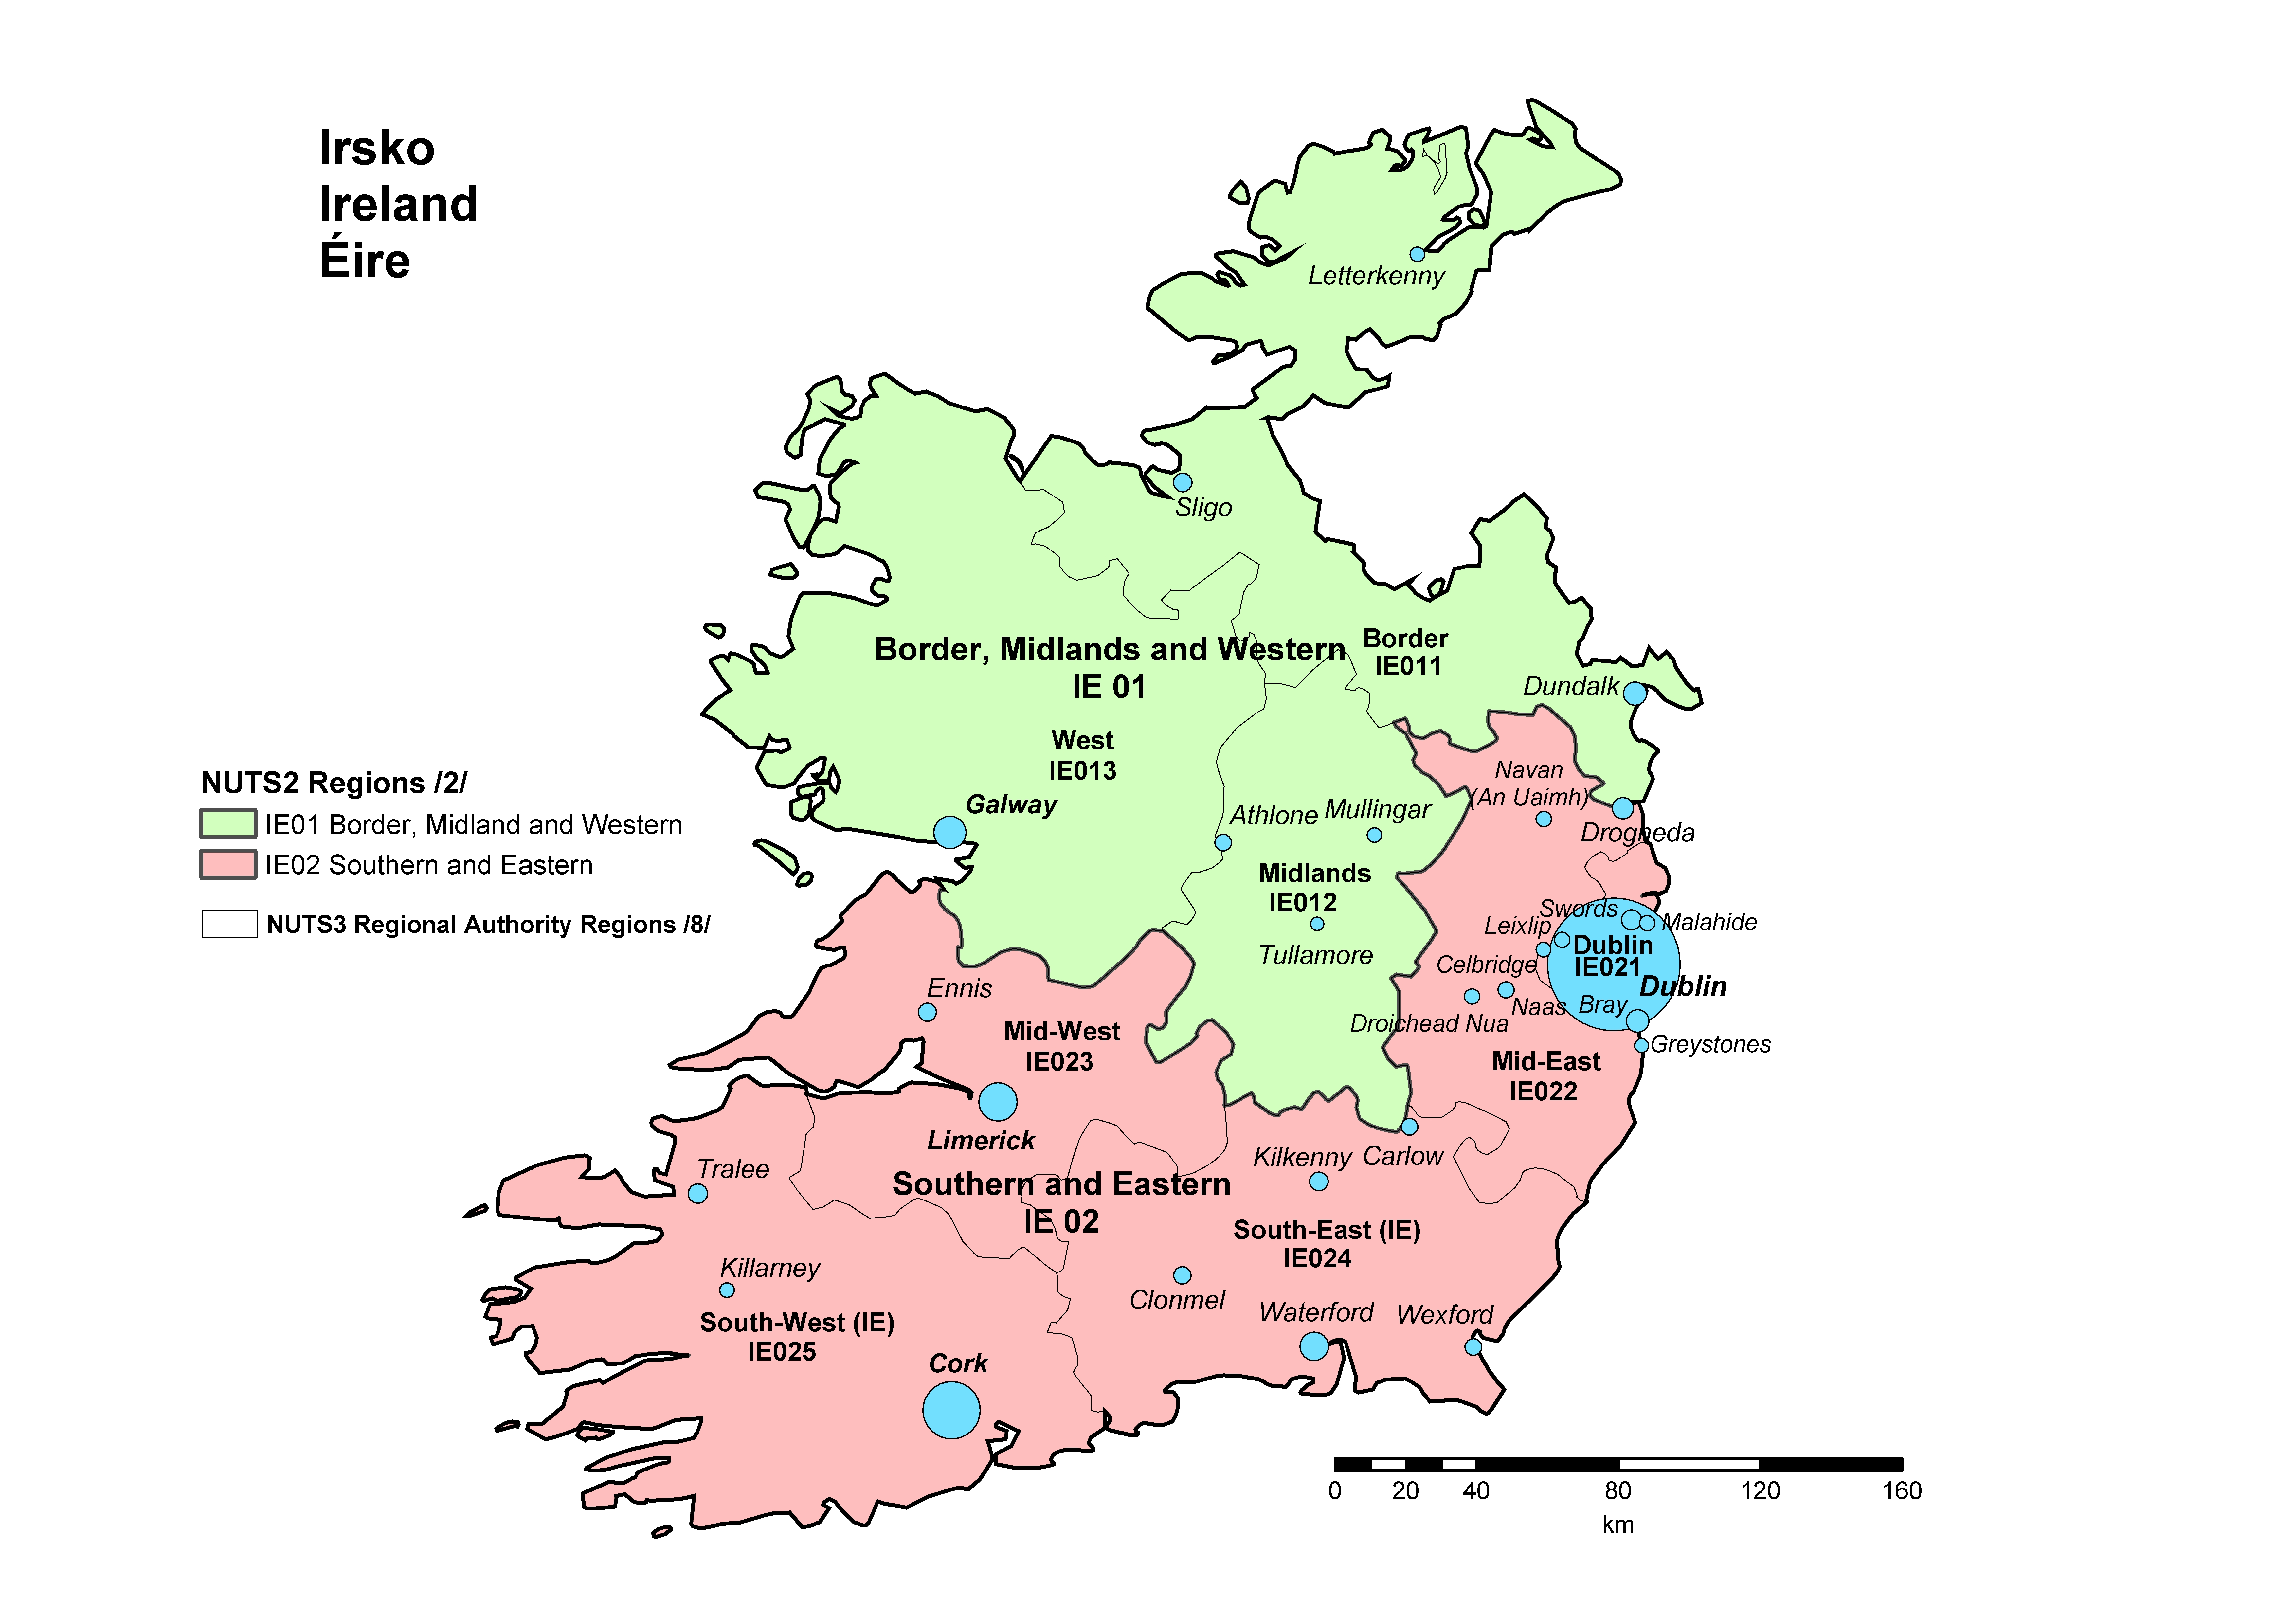 Irsko
Ireland
Éire
Letterkenny
Sligo
Border, Midlands and Western
IE 01
Border
IE011
Dundalk
West
IE013
Navan
(An Uaimh)
NUTS2 Regions /2/
IE01 Border, Midland and Western
IE02 Southern and Eastern
NUTS3 Regional Authority Regions /8/
Galway
Athlone
Mullingar
Drogheda
Midlands
IE012
Tullamore
Swords
Malahide
Leixlip
Dublin
IE021
Celbridge
Dublin
Naas
Bray
Droichead Nua
Greystones
Ennis
Mid-West
IE023
Mid-East
IE022
Limerick
Kilkenny
Carlow
Tralee
Southern and Eastern
IE 02
South-East (IE)
IE024
Killarney
Clonmel
Waterford
Wexford
South-West (IE)
IE025
Cork
0 20 40 80 120 160
km